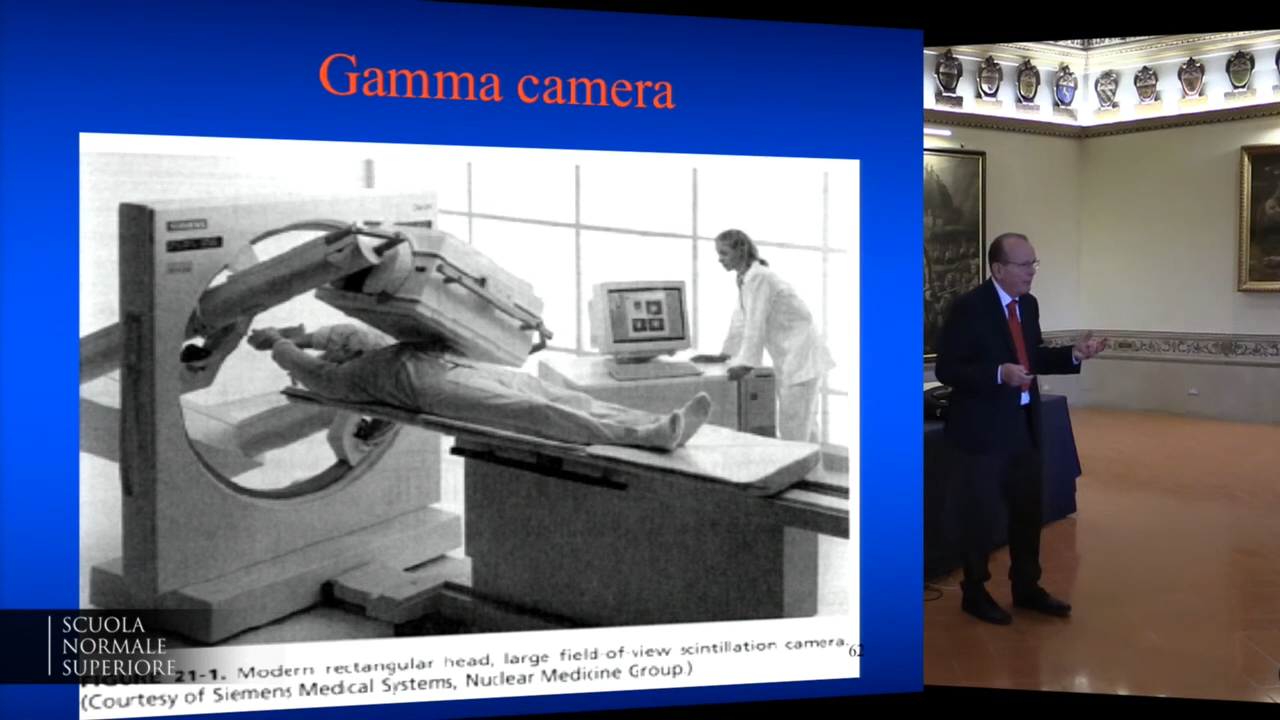 Gamma camera
SIEMENS
SCUOLA
NORMALE
SUPERIORE
21-1. Modern rectangular head, large field-of-view scintillation camera.
62
(Courtesy of Siemens Medical Systems, Nuclear Medicine Group.)